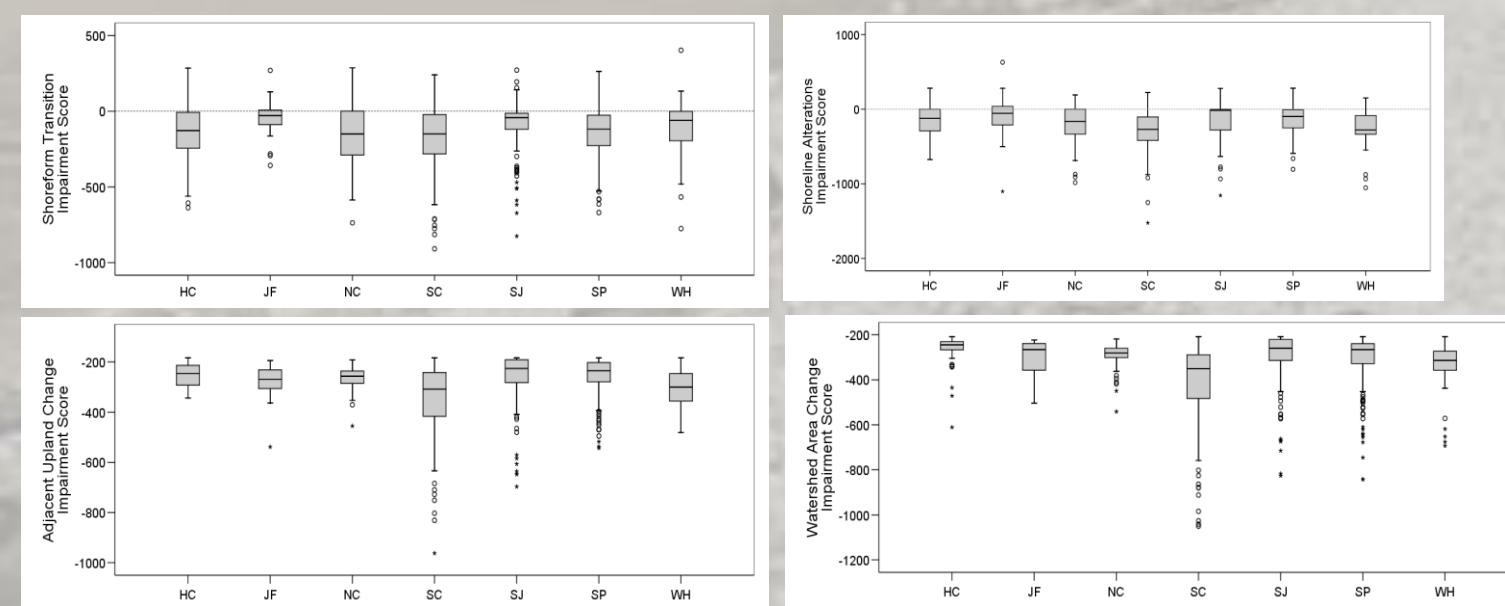 Shoreform Transition
Impairment Score
500
0
-500
-1000
HC JF NC SC SJ SP WH
Shoreline Alterations
Impairment Score
1000
0
-1000
-2000
HC JF NC SC SJ SP WH
Adjacent Upland Change
Impairment Score
-200
-400
-600
-800
-1000
HC JF NC SC SJ SP WH
Watershed Area Change
Impairment Score
-200
-400
-600
-800
-1000
-1200
HC JF NC SC SJ SP WH